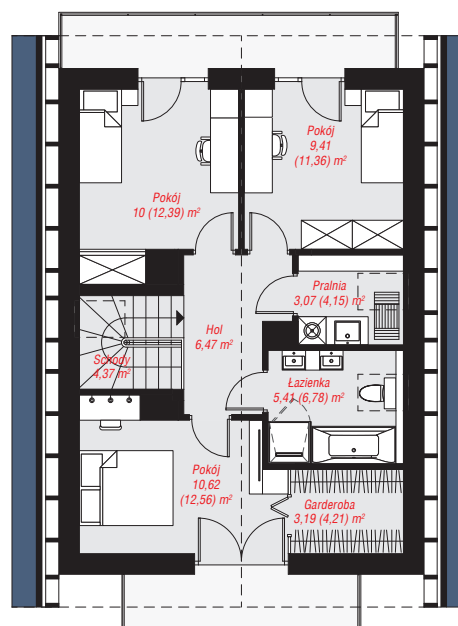 Pokój
9,41
(11,36) m²
Pokój
10 (12,39) m²
Pralnia
3,07 (4,15) m²
Hol
6,47 m²
Schody
4,37 m²
Łazienka
5,41 (6,78) m²
Pokój
10,62
(12,56) m²
Garderoba
3,19 (4,21) m²